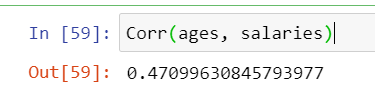 In [59]: Corr(ages, salaries)
Out[59]: 0.47099630845793977